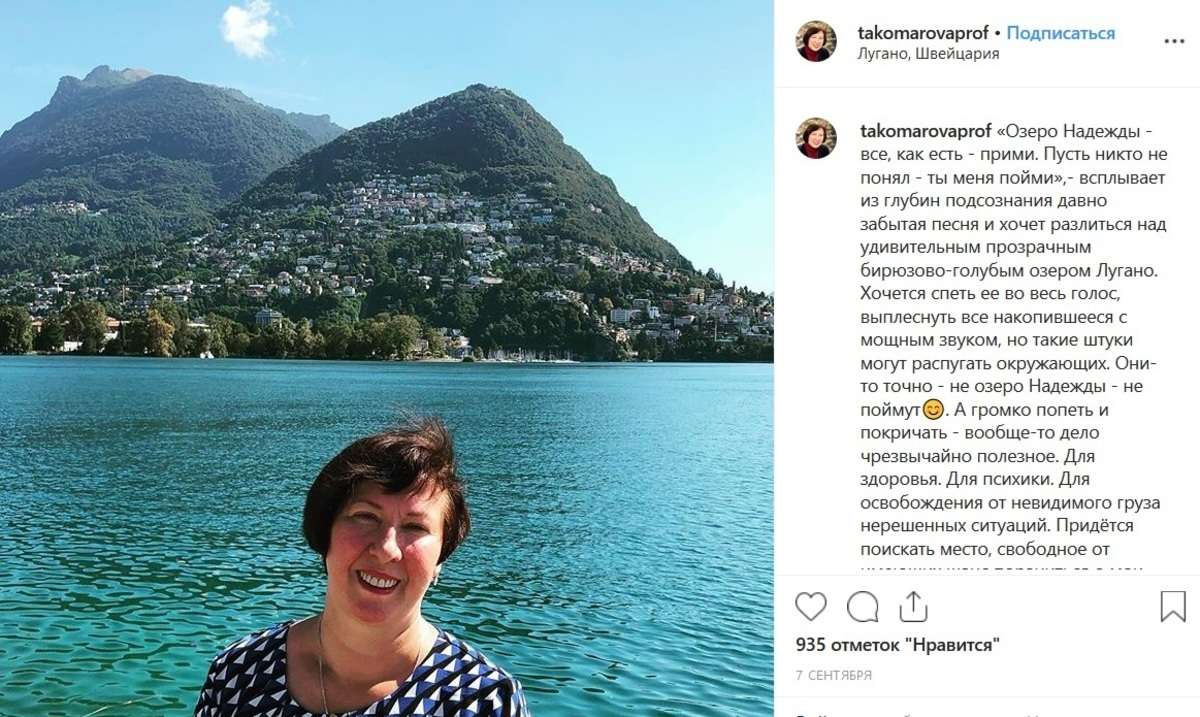 takomarovaprof • Подписаться
Лугано, Швейцария
takomarovaprof «Озеро Надежды -
все, как есть - прими. Пусть никто не
понял - ты меня пойми»,- всплывает
из глубин подсознания давно
забытая песня и хочет разлиться над
удивительным прозрачным
бирюзово-голубым озером Лугано.
Хочется спеть ее во весь голос,
выплеснуть все накопившееся с
мощным звуком, но такие штуки
могут распугать окружающих. Они-
то точно - не озеро Надежды - не
поймут😊. А громко попеть и
покричать - вообще-то дело
чрезвычайно полезное. Для
здоровья. Для психики. Для
освобождения от невидимого груза
нерешенных ситуаций. Придётся
поискать место, свободное от
935 отметок "Нравится"
7 СЕНТЯБРЯ